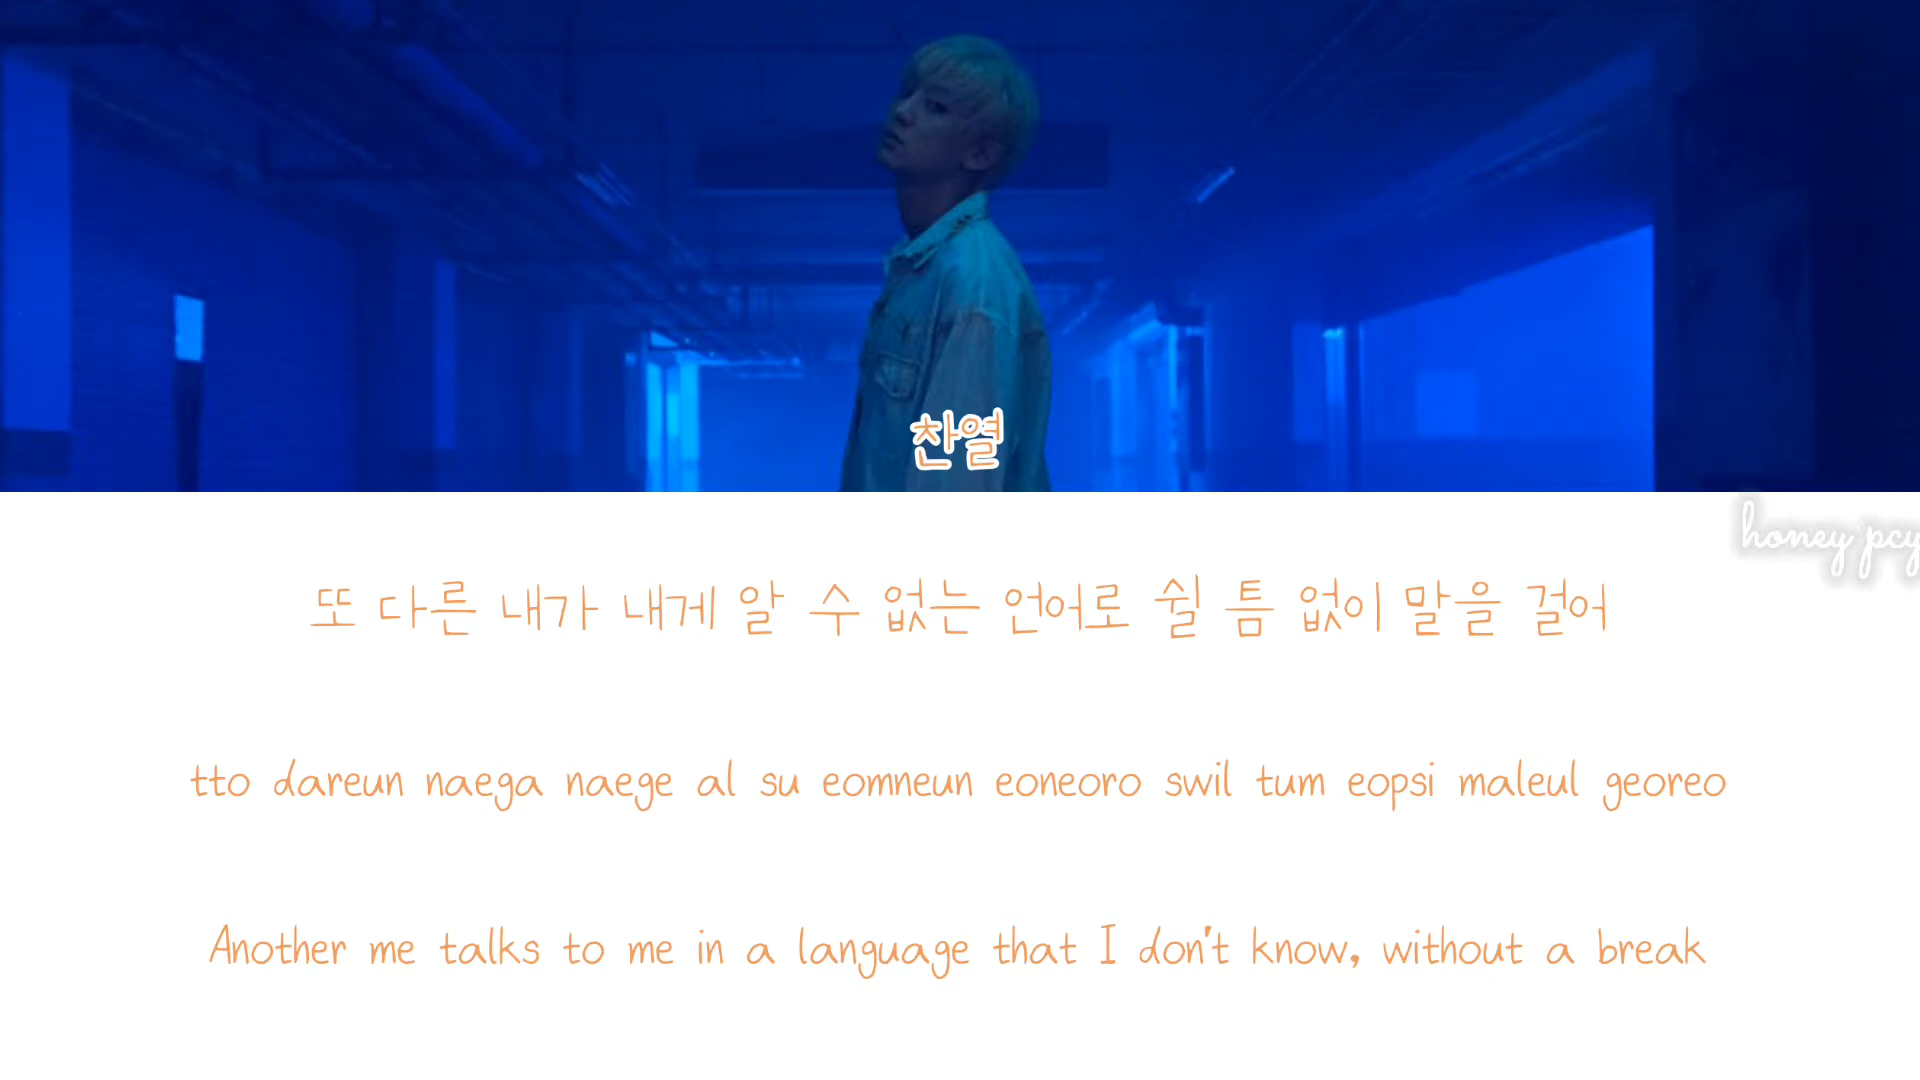 찬열
honey pcy
또 다른 내가 내게 알 수 없는 언어로 쉴 틈 없이 말을 걸어
tto dareun naega naege al su eomneun eoneoro swil tum eopsi maleul georeo
Another me talks to me in a language that I don't know, without a break